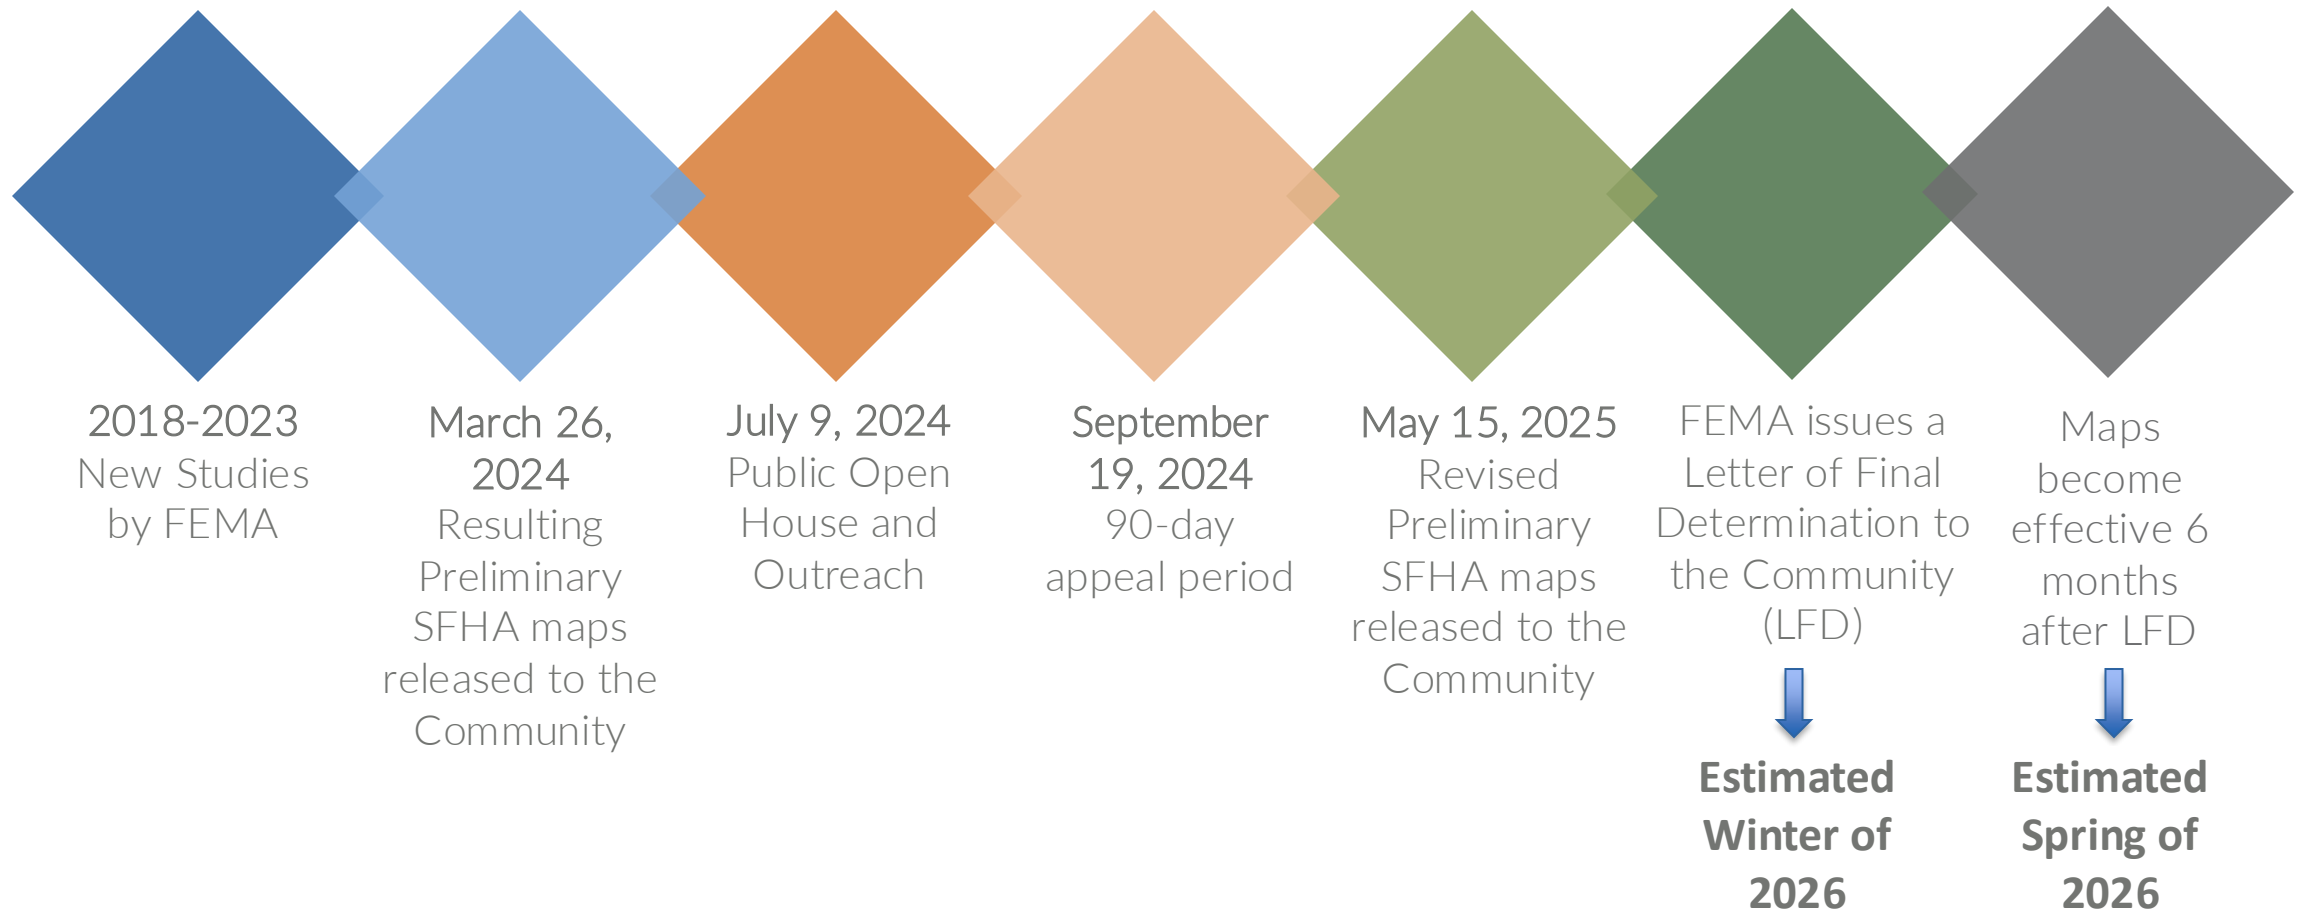 2018-2023
New Studies
by FEMA
March 26,
2024
Resulting
Preliminary
SFHA maps
released to the
Community
July 9, 2024
Public Open
House and
Outreach
September
19, 2024
90-day
appeal period
May 15, 2025
Revised
Preliminary
SFHA maps
released to the
Community
FEMA issues a
Letter of Final
Determination to
the Community
(LFD)
Estimated
Winter of
2026
Maps
become
effective 6
months
after LFD
Estimated
Spring of
2026